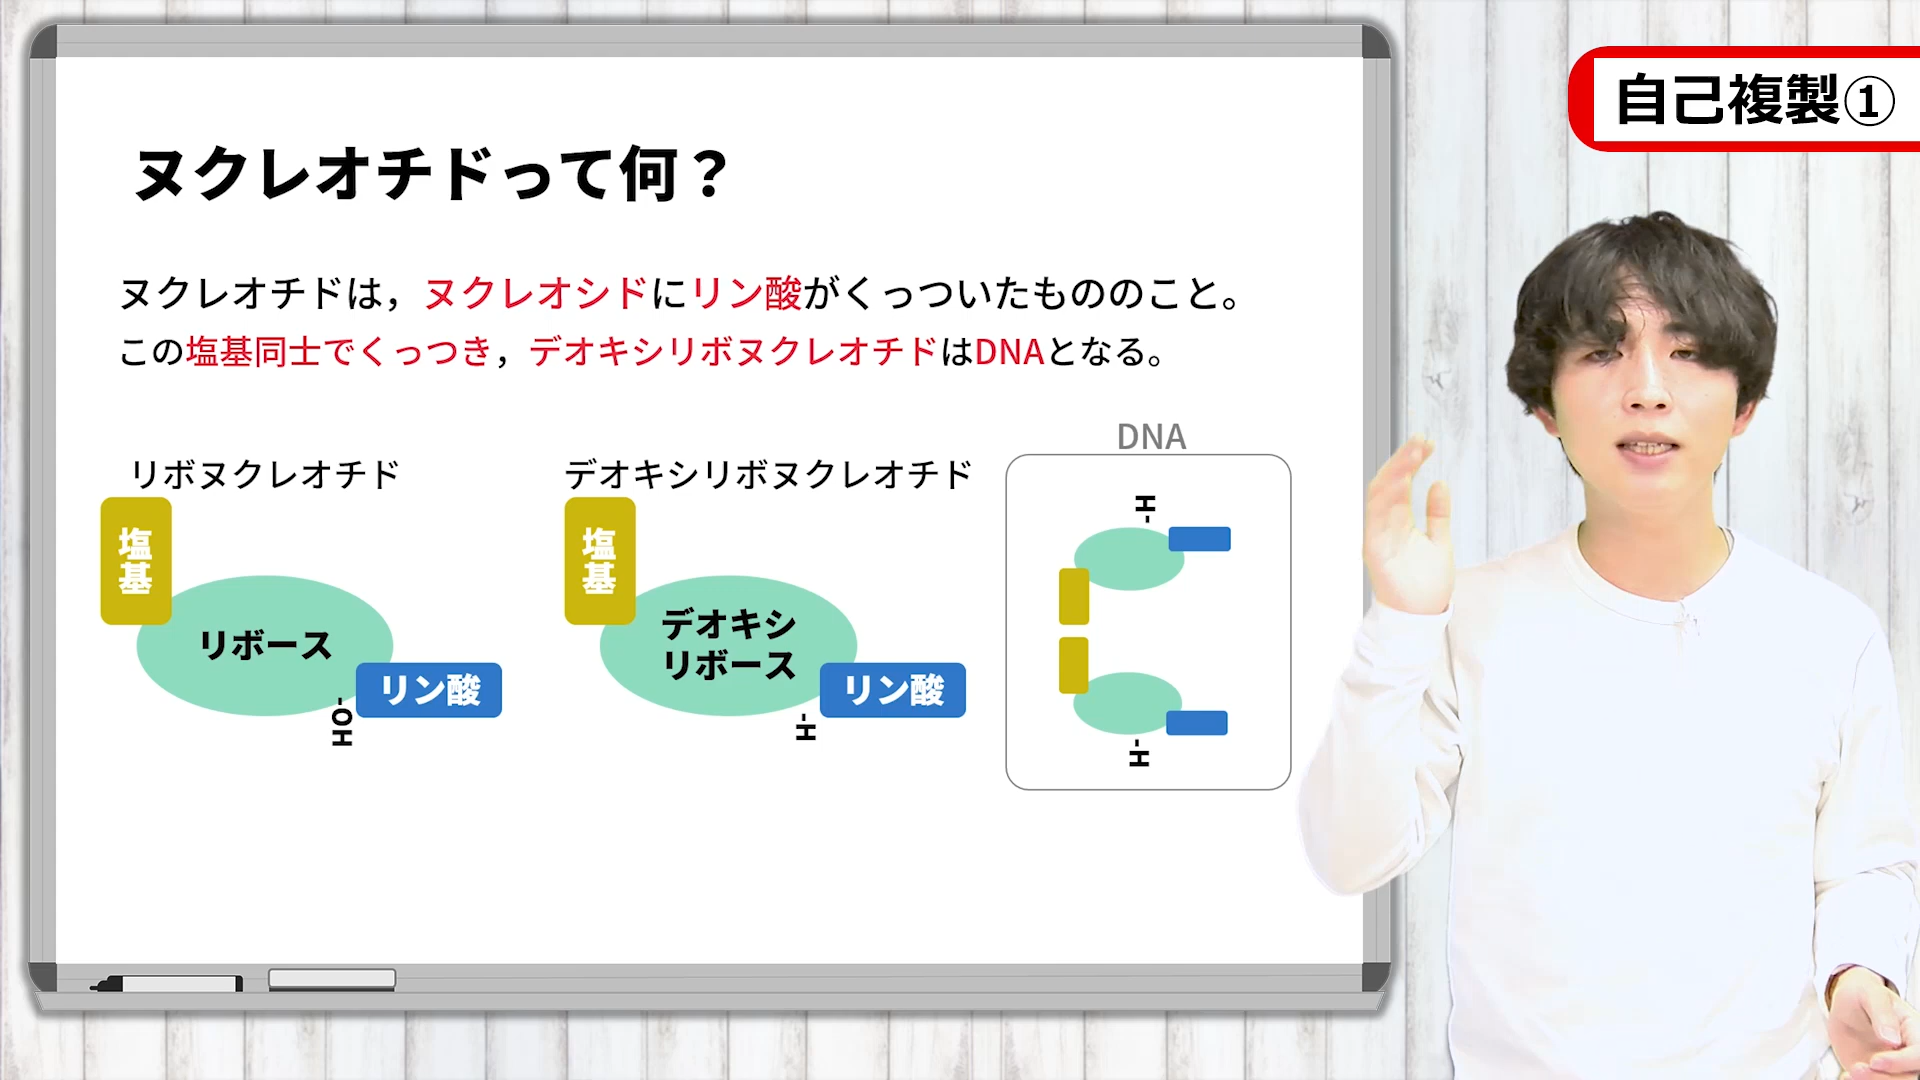 自己複製①
ヌクレオチドって何？
ヌクレオチドは，ヌクレオシドにリン酸がくっついたもののこと。
この塩基同士でくっつき，デオキシリボヌクレオチドはDNAとなる。
リボヌクレオチド
塩基
リボース
リン酸
-OH
デオキシリボヌクレオチド
塩基
デオキシ
リボース
リン酸
-H
DNA
-H
-H